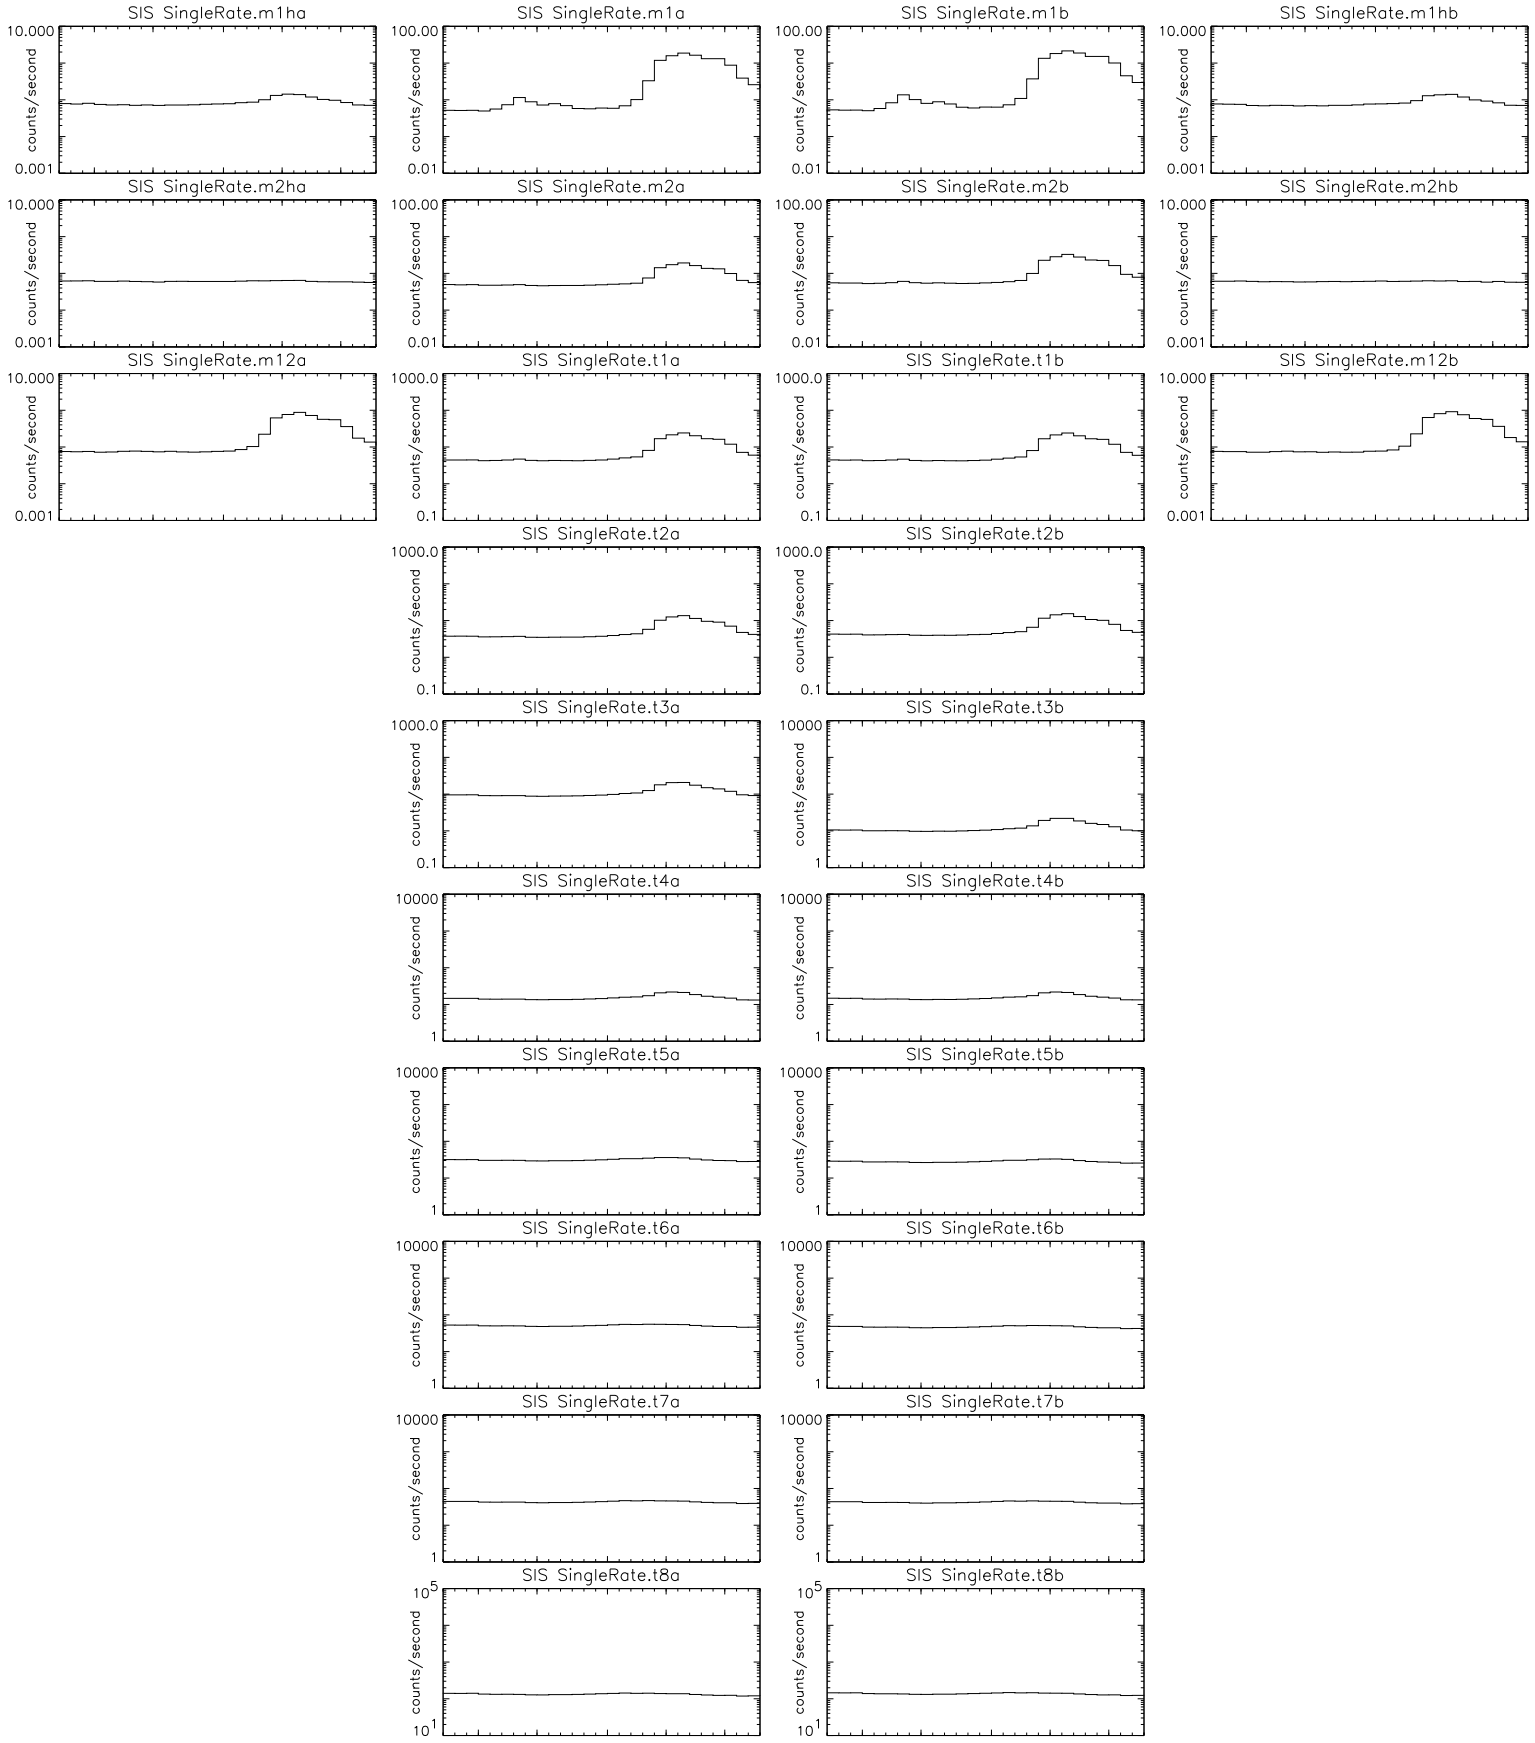 SIS SingleRate.m1ha
10.000
counts/second
0.001
SIS SingleRate.m1a
100.00
counts/second
0.01
SIS SingleRate.m1b
100.00
counts/second
0.01
SIS SingleRate.m1hb
10.000
counts/second
0.001
SIS SingleRate.m2ha
10.000
counts/second
0.001
SIS SingleRate.m2a
100.00
counts/second
0.01
SIS SingleRate.m2b
100.00
counts/second
0.01
SIS SingleRate.m2hb
10.000
counts/second
0.001
SIS SingleRate.m12a
10.000
counts/second
0.001
SIS SingleRate.t1a
1000.0
counts/second
0.1
SIS SingleRate.t1b
1000.0
counts/second
0.1
SIS SingleRate.m12b
10.000
counts/second
0.001
SIS SingleRate.t2a
1000.0
counts/second
0.1
SIS SingleRate.t2b
1000.0
counts/second
0.1
SIS SingleRate.t3a
1000.0
counts/second
0.1
SIS SingleRate.t3b
10000
counts/second
1
SIS SingleRate.t4a
10000
counts/second
1
SIS SingleRate.t4b
10000
counts/second
1
SIS SingleRate.t5a
10000
counts/second
1
SIS SingleRate.t5b
10000
counts/second
1
SIS SingleRate.t6a
10000
counts/second
1
SIS SingleRate.t6b
10000
counts/second
1
SIS SingleRate.t7a
10000
counts/second
1
SIS SingleRate.t7b
10000
counts/second
1
SIS SingleRate.t8a
10⁵
counts/second
10¹
SIS SingleRate.t8b
10⁵
counts/second
10¹